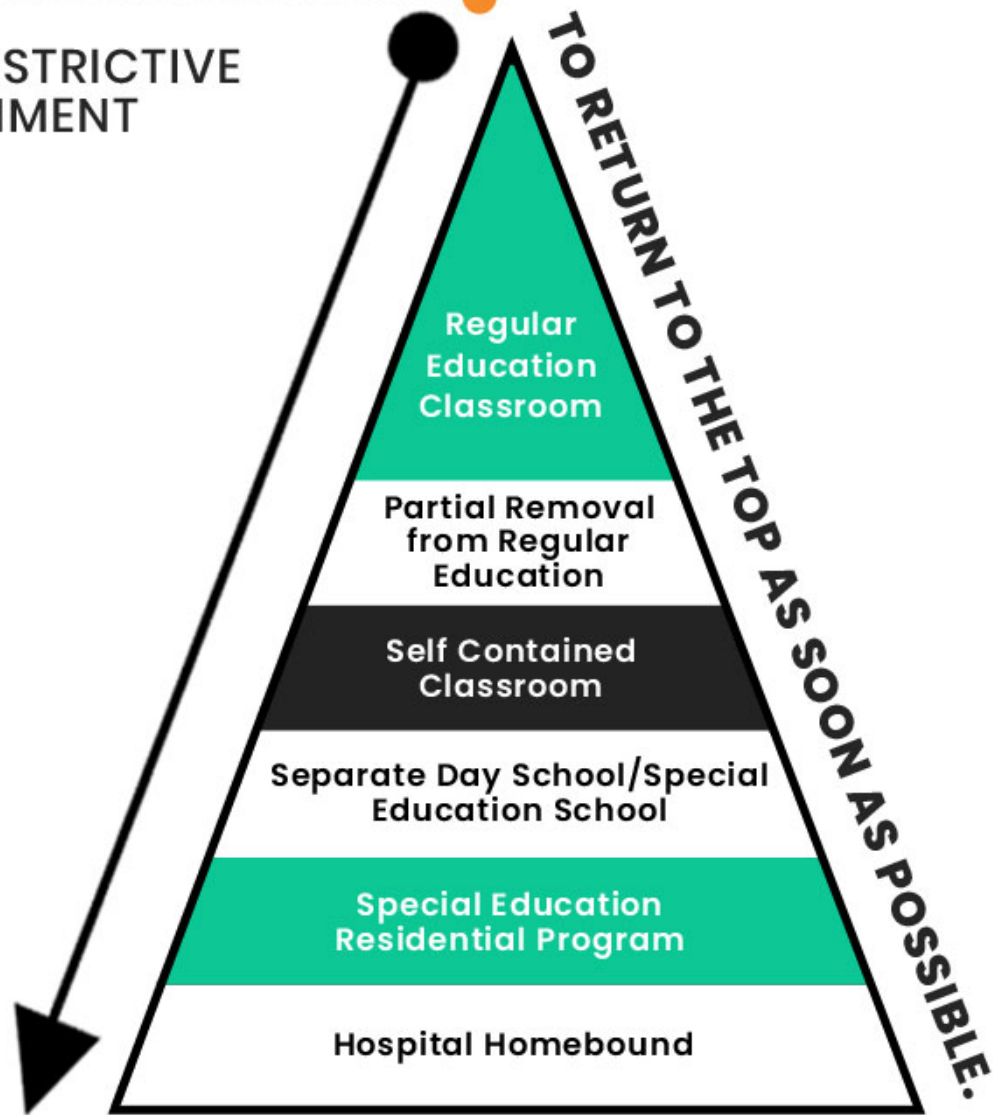 STRICTIVE
NMENT
TO RETURN TO THE TOP AS SOON AS POSSIBLE.
Regular
Education
Classroom
Partial Removal
from Regular
Education
Self Contained
Classroom
Separate Day School/Special
Education School
Special Education
Residential Program
Hospital Homebound